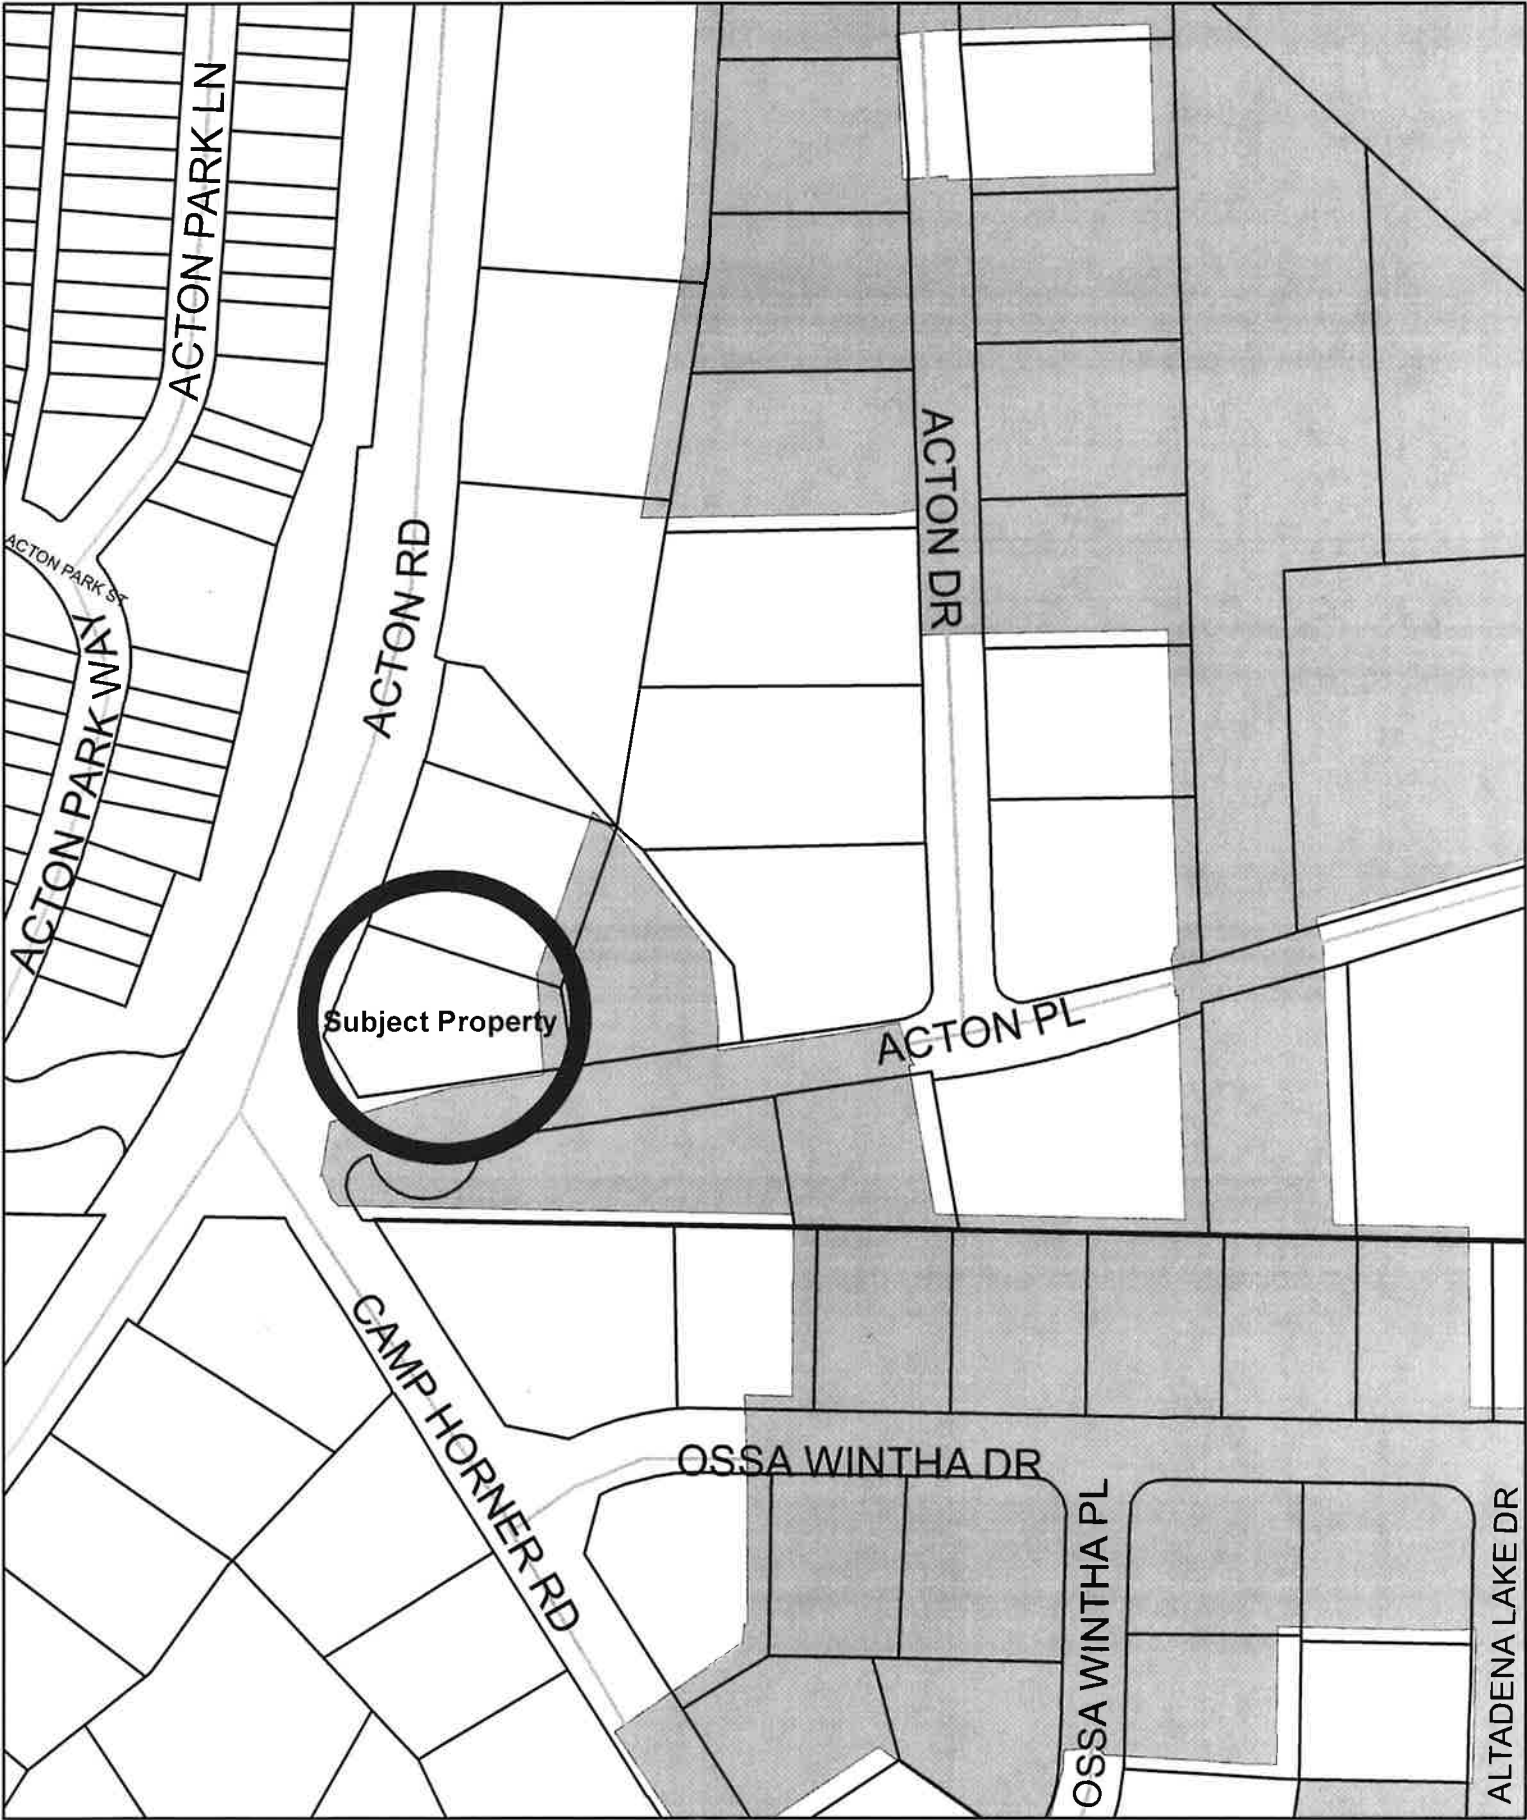 ACTON PARK LN
ACTON RD
ACTON DR
ACTON PARK ST
ACTON PARK WAY
Subject Property
ACTON PL
CAMP HORNER RD
OSSA WINTHA DR
OSSA WINTHA PL
ALTADENA LAKE DR